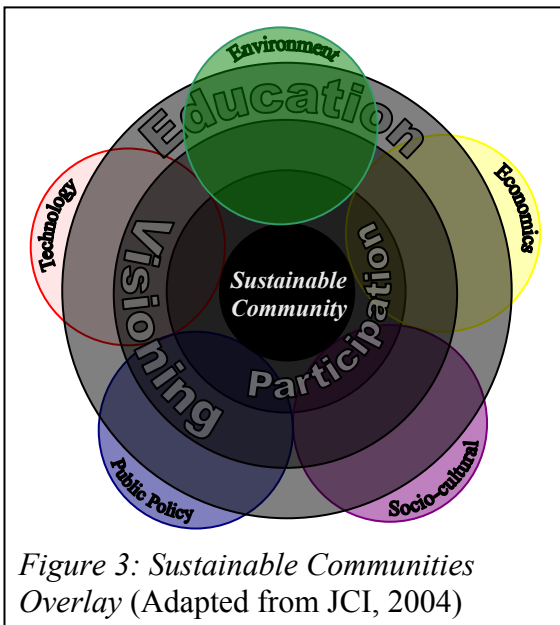 Environment
Education
Technology
Economics
Visioning
Sustainable
Community
Participation
Public Policy
Socio-cultural
Figure 3: Sustainable Communities
Overlay (Adapted from JCI, 2004)